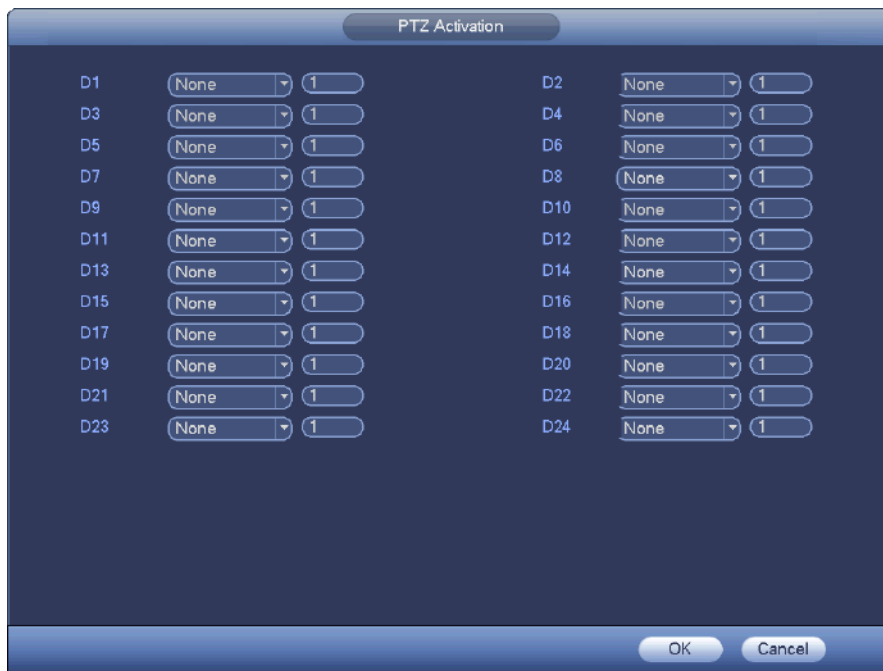 PTZ Activation
D1 None 1 D2 None 1
D3 None 1 D4 None 1
D5 None 1 D6 None 1
D7 None 1 D8 None 1
D9 None 1 D10 None 1
D11 None 1 D12 None 1
D13 None 1 D14 None 1
D15 None 1 D16 None 1
D17 None 1 D18 None 1
D19 None 1 D20 None 1
D21 None 1 D22 None 1
D23 None 1 D24 None 1
OK Cancel